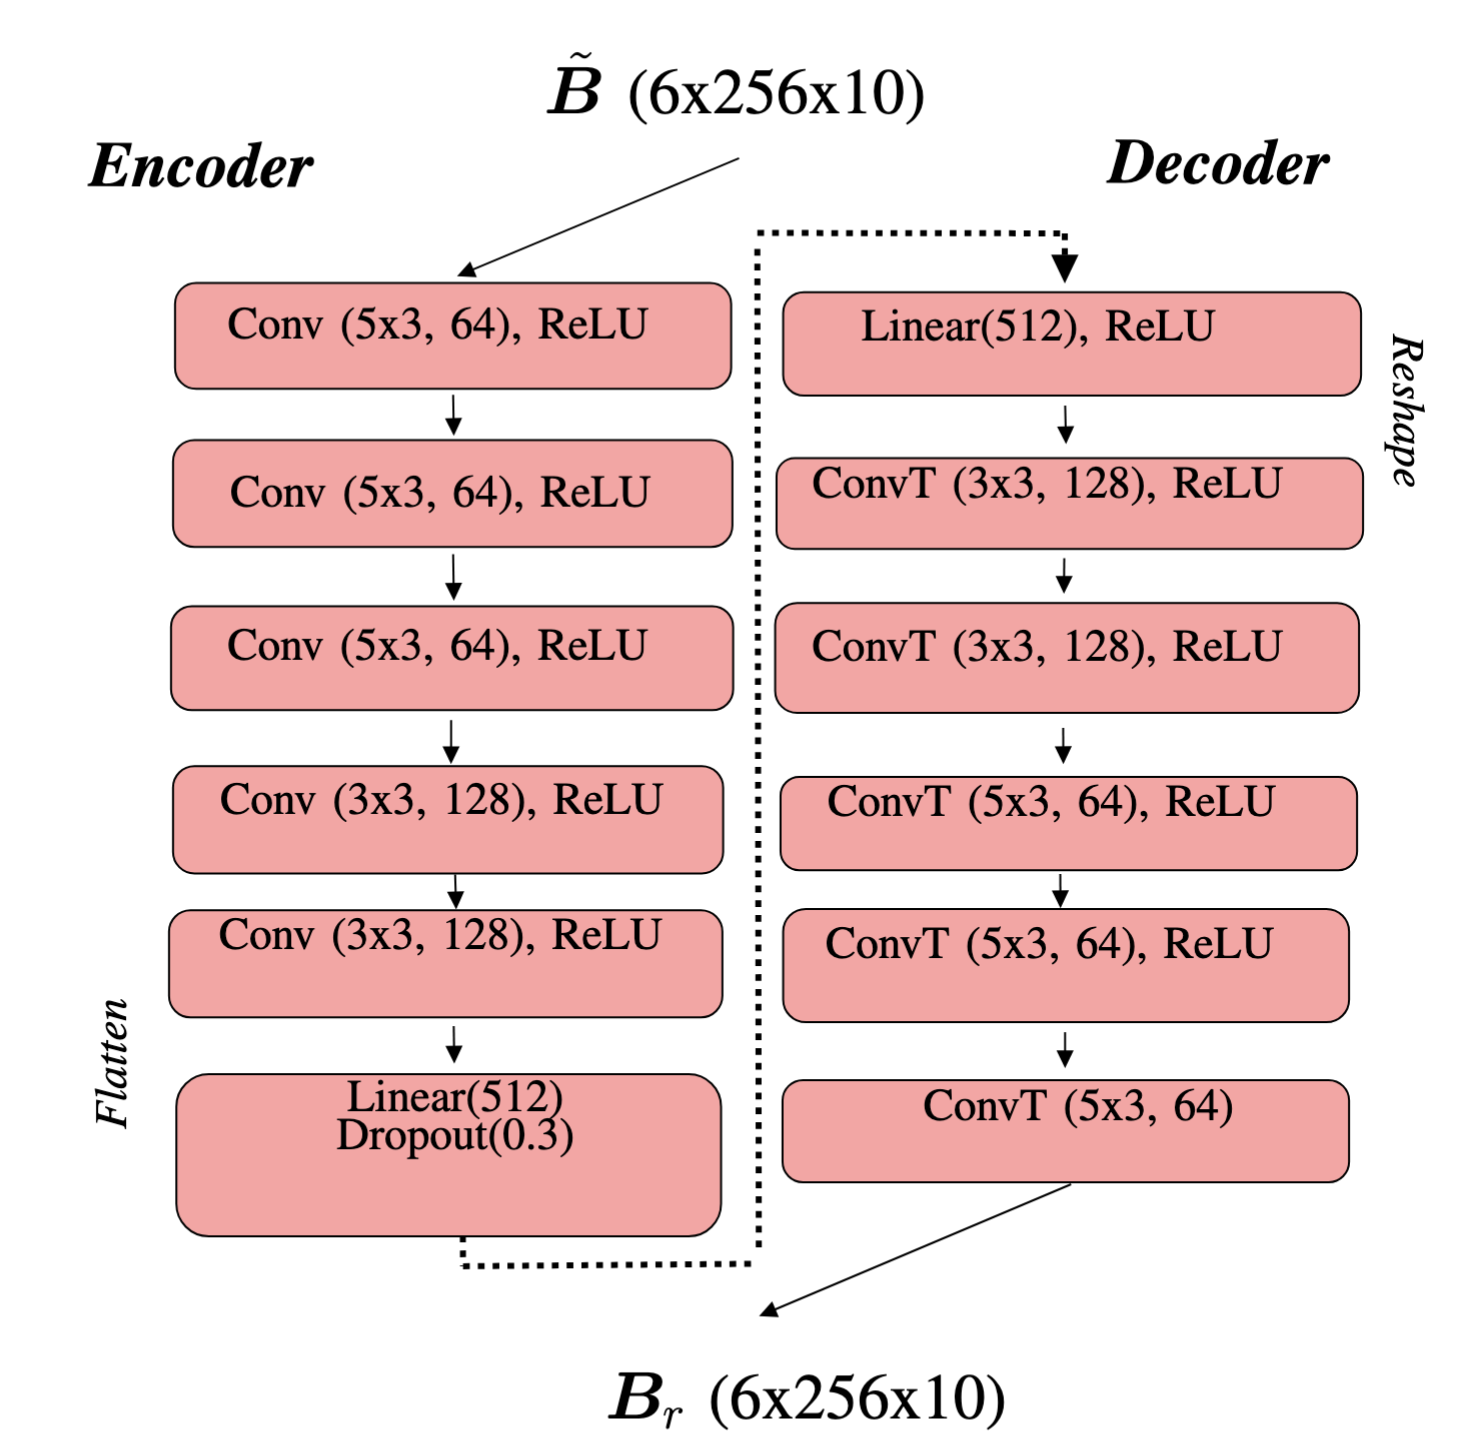 B̃ (6x256x10)
Encoder
Decoder
Conv (5x3, 64), ReLU
Conv (5x3, 64), ReLU
Conv (5x3, 64), ReLU
Conv (3x3, 128), ReLU
Conv (3x3, 128), ReLU
Flatten
Linear(512)
Dropout(0.3)
Linear(512), ReLU
Reshape
ConvT (3x3, 128), ReLU
ConvT (3x3, 128), ReLU
ConvT (5x3, 64), ReLU
ConvT (5x3, 64), ReLU
ConvT (5x3, 64)
Bᵣ (6x256x10)